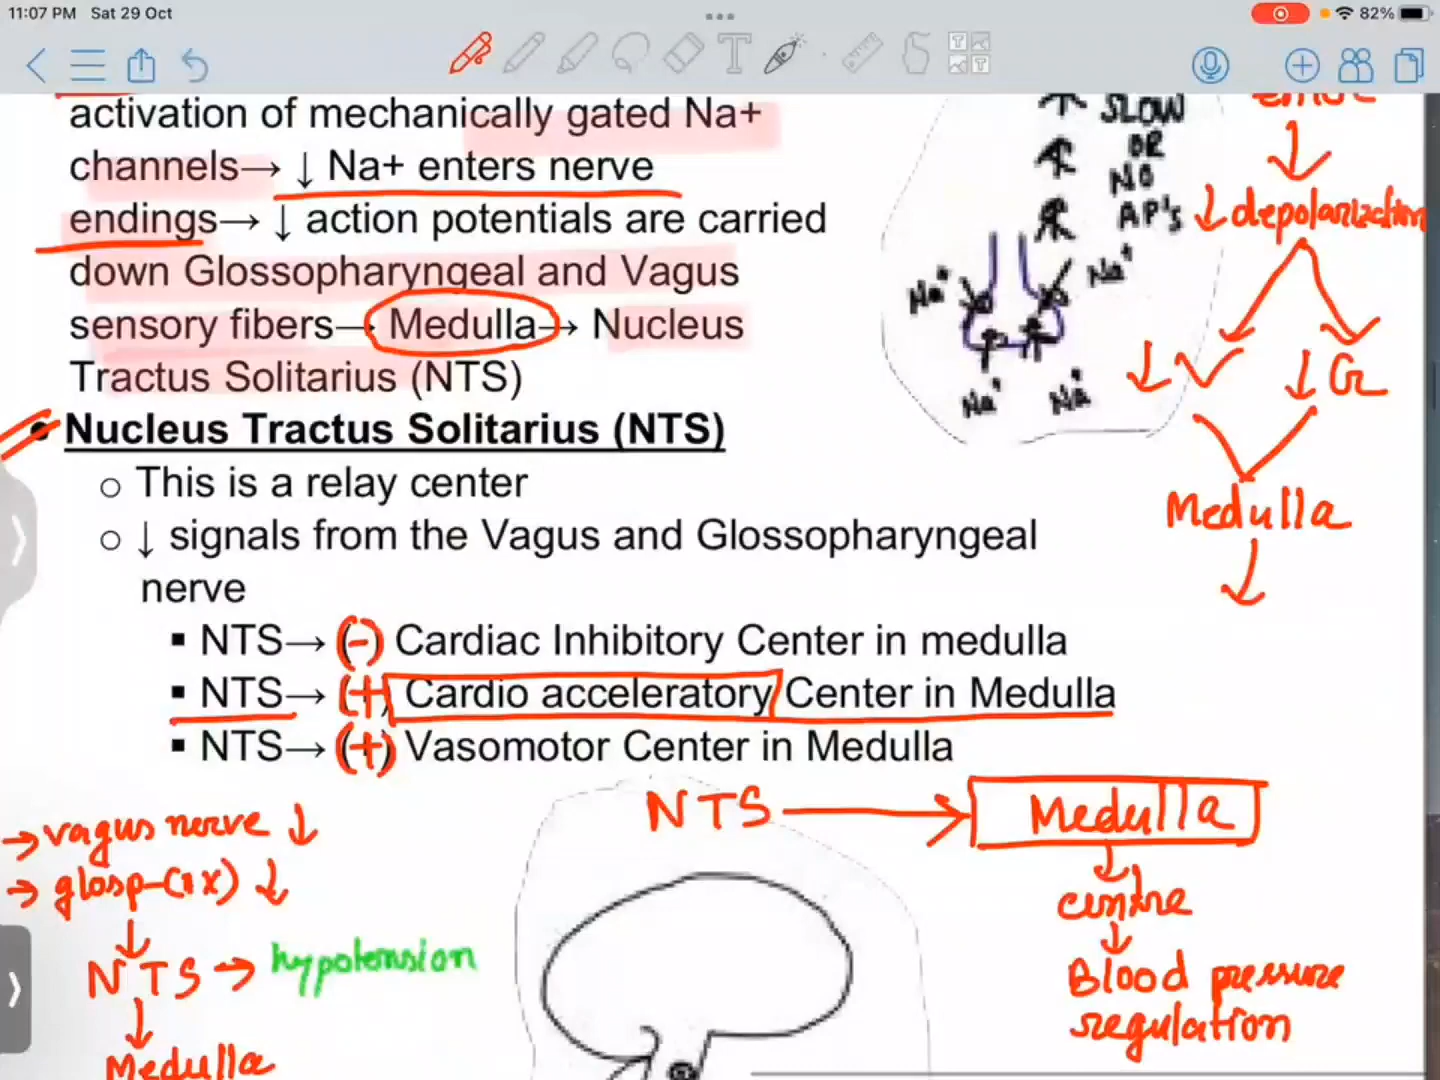 11:07 PM Sat 29 Oct
82%
activation of mechanically gated Na+
channels→ ↓ Na+ enters nerve
endings→ ↓ action potentials are carried
down Glossopharyngeal and Vagus
sensory fibers→ Medulla→ Nucleus
Tractus Solitarius (NTS)
SLOW
OR
NO
AP's
Na+
Na+
Na+
Na+
↓ depolarization
↓
↓
Medulla
↓
• Nucleus Tractus Solitarius (NTS)
o This is a relay center
o ↓ signals from the Vagus and Glossopharyngeal
nerve
▪ NTS→ (-) Cardiac Inhibitory Center in medulla
▪ NTS→ (+) Cardio acceleratory Center in Medulla
▪ NTS→ (+) Vasomotor Center in Medulla
NTS → Medulla
↓
centre
↓
Blood pressure
regulation
→ vagus nerve ↓
→ glosp-(IX) ↓
↓
NTS → hypotension
↓
Medulla